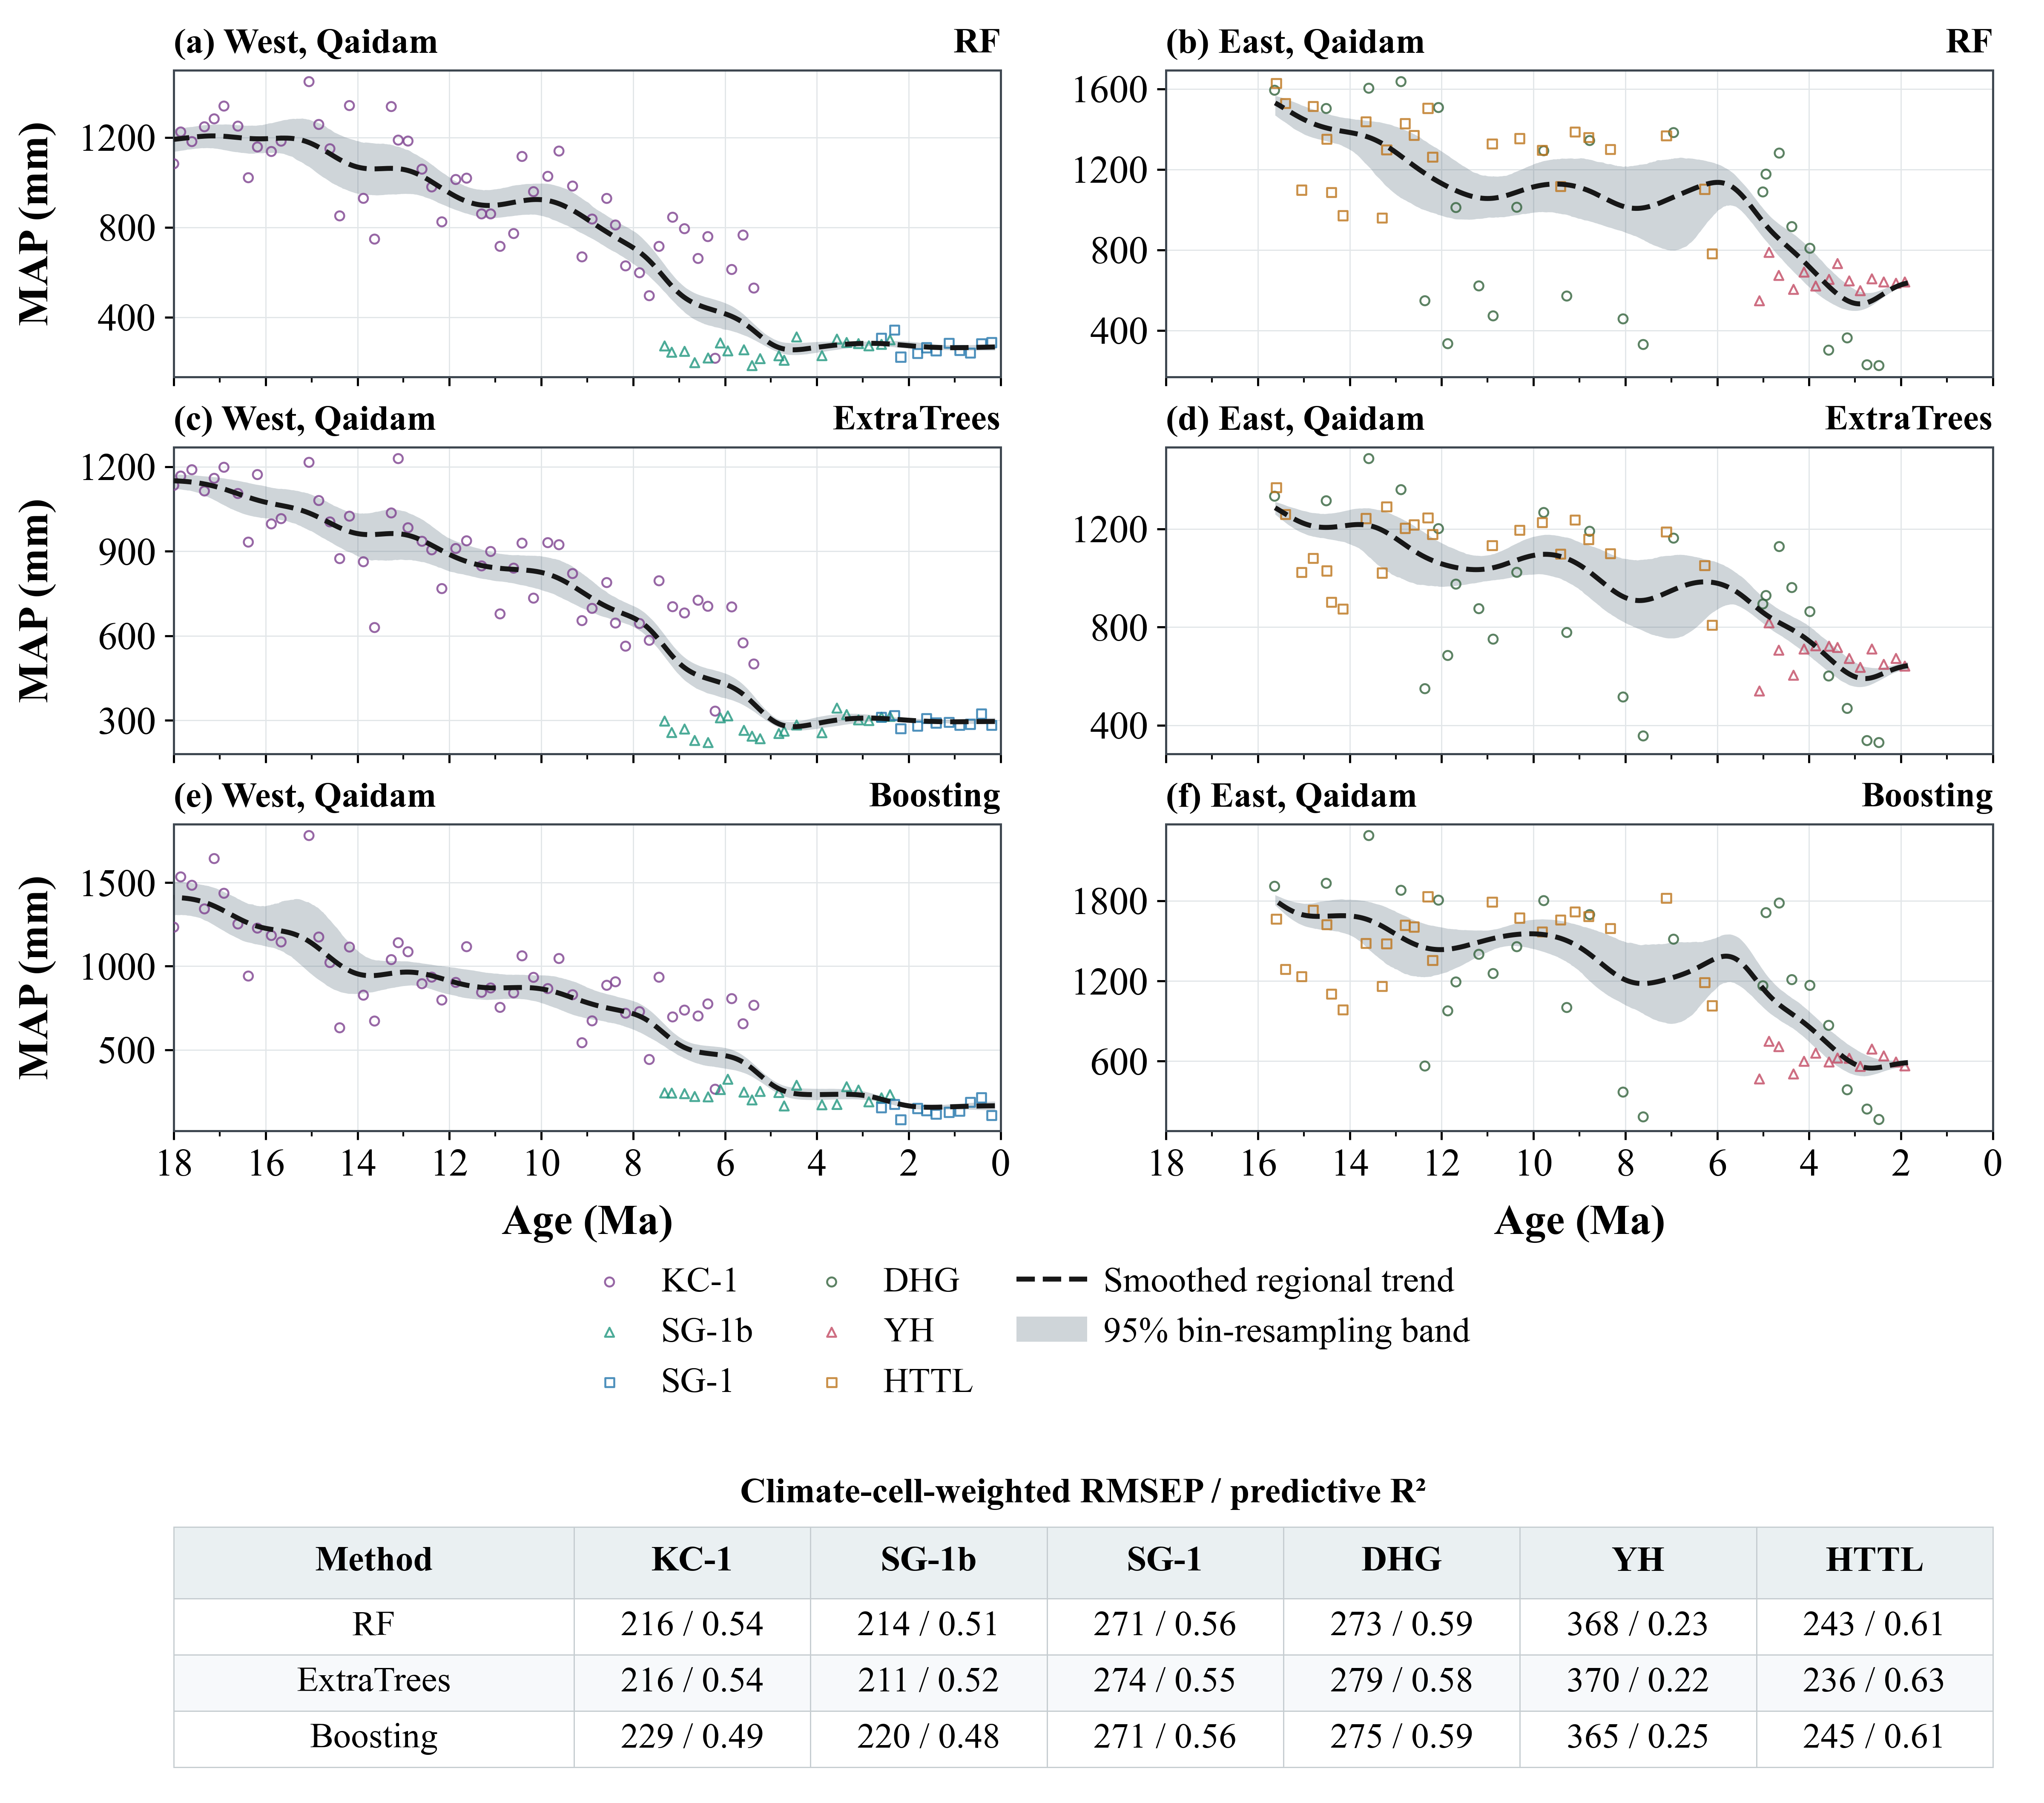 (a) West, Qaidam RF
MAP (mm)
1200
800
400
(b) East, Qaidam RF
1600
1200
800
400
(c) West, Qaidam ExtraTrees
MAP (mm)
1200
900
600
300
(d) East, Qaidam ExtraTrees
1200
800
400
(e) West, Qaidam Boosting
MAP (mm)
1500
1000
500
18 16 14 12 10 8 6 4 2 0
Age (Ma)
(f) East, Qaidam Boosting
1800
1200
600
18 16 14 12 10 8 6 4 2 0
Age (Ma)
KC-1 DHG Smoothed regional trend
SG-1b YH 95% bin-resampling band
SG-1 HTTL
Climate-cell-weighted RMSEP / predictive R²
Method KC-1 SG-1b SG-1 DHG YH HTTL
RF 216 / 0.54 214 / 0.51 271 / 0.56 273 / 0.59 368 / 0.23 243 / 0.61
ExtraTrees 216 / 0.54 211 / 0.52 274 / 0.55 279 / 0.58 370 / 0.22 236 / 0.63
Boosting 229 / 0.49 220 / 0.48 271 / 0.56 275 / 0.59 365 / 0.25 245 / 0.61